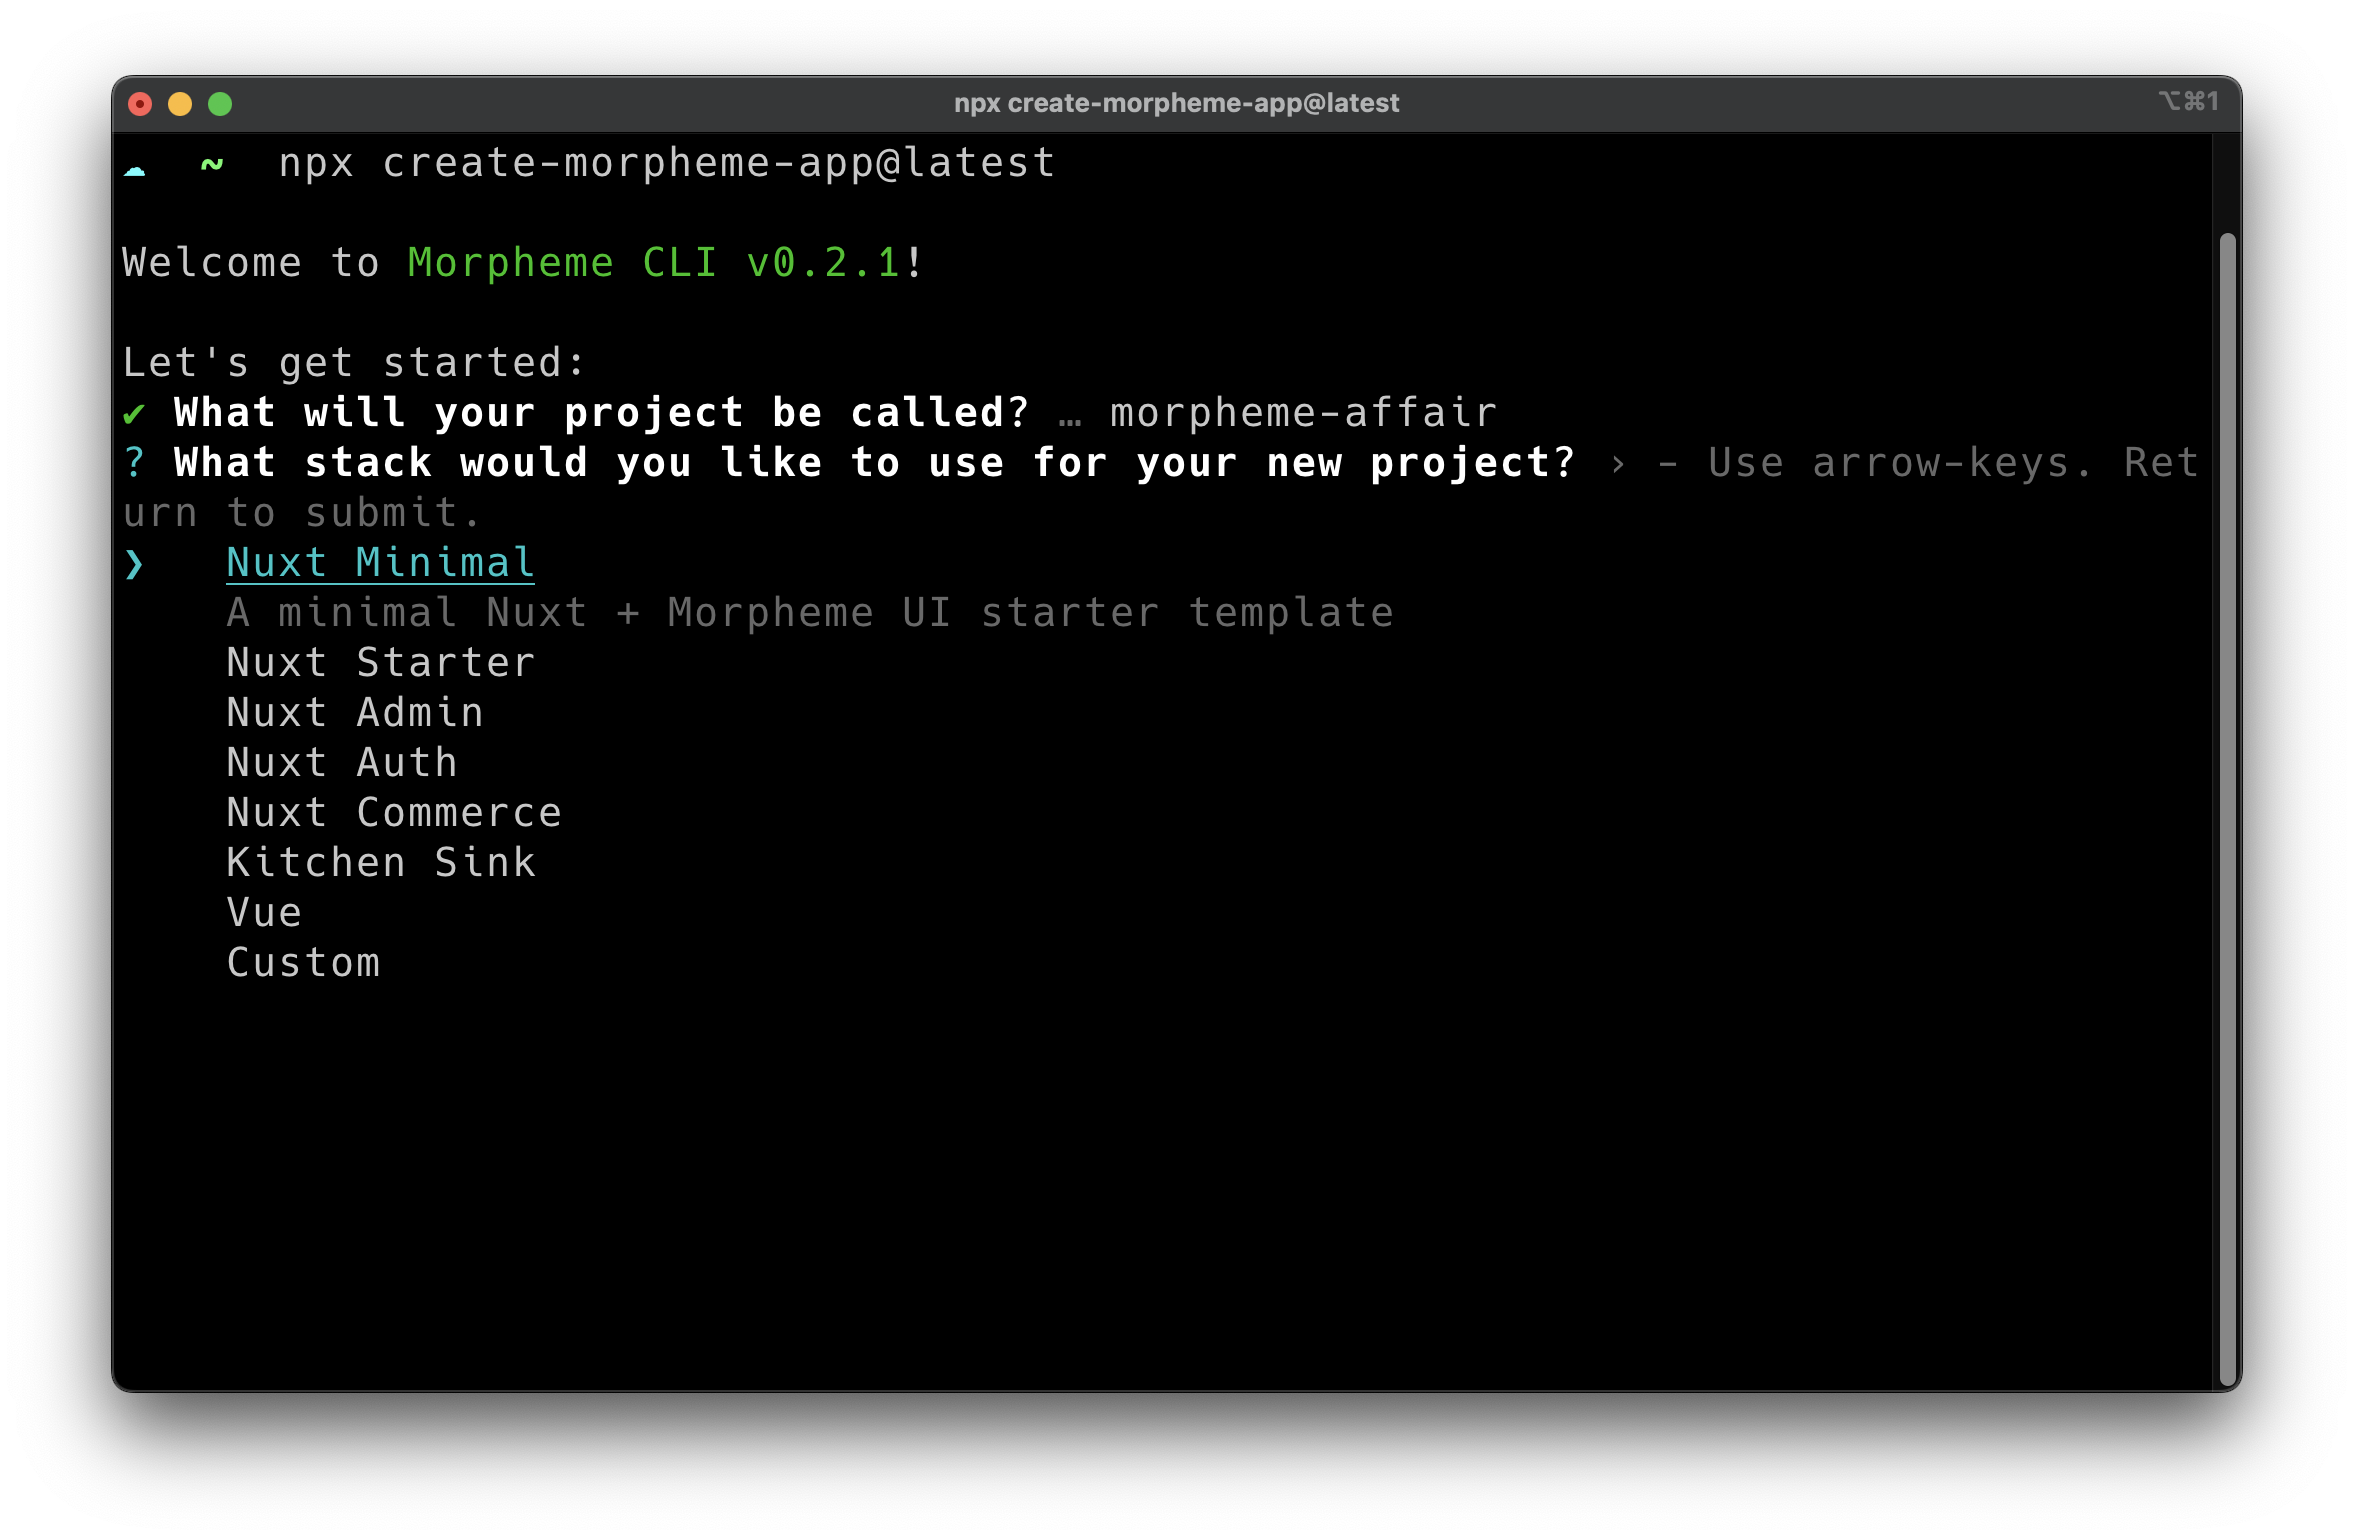 npx create-morpheme-app@latest
⌥⌘1
☁ ~ npx create-morpheme-app@latest
Welcome to Morpheme CLI v0.2.1!
Let's get started:
✔ What will your project be called? … morpheme-affair
? What stack would you like to use for your new project? › - Use arrow-keys. Ret
urn to submit.
❯ Nuxt Minimal
A minimal Nuxt + Morpheme UI starter template
Nuxt Starter
Nuxt Admin
Nuxt Auth
Nuxt Commerce
Kitchen Sink
Vue
Custom